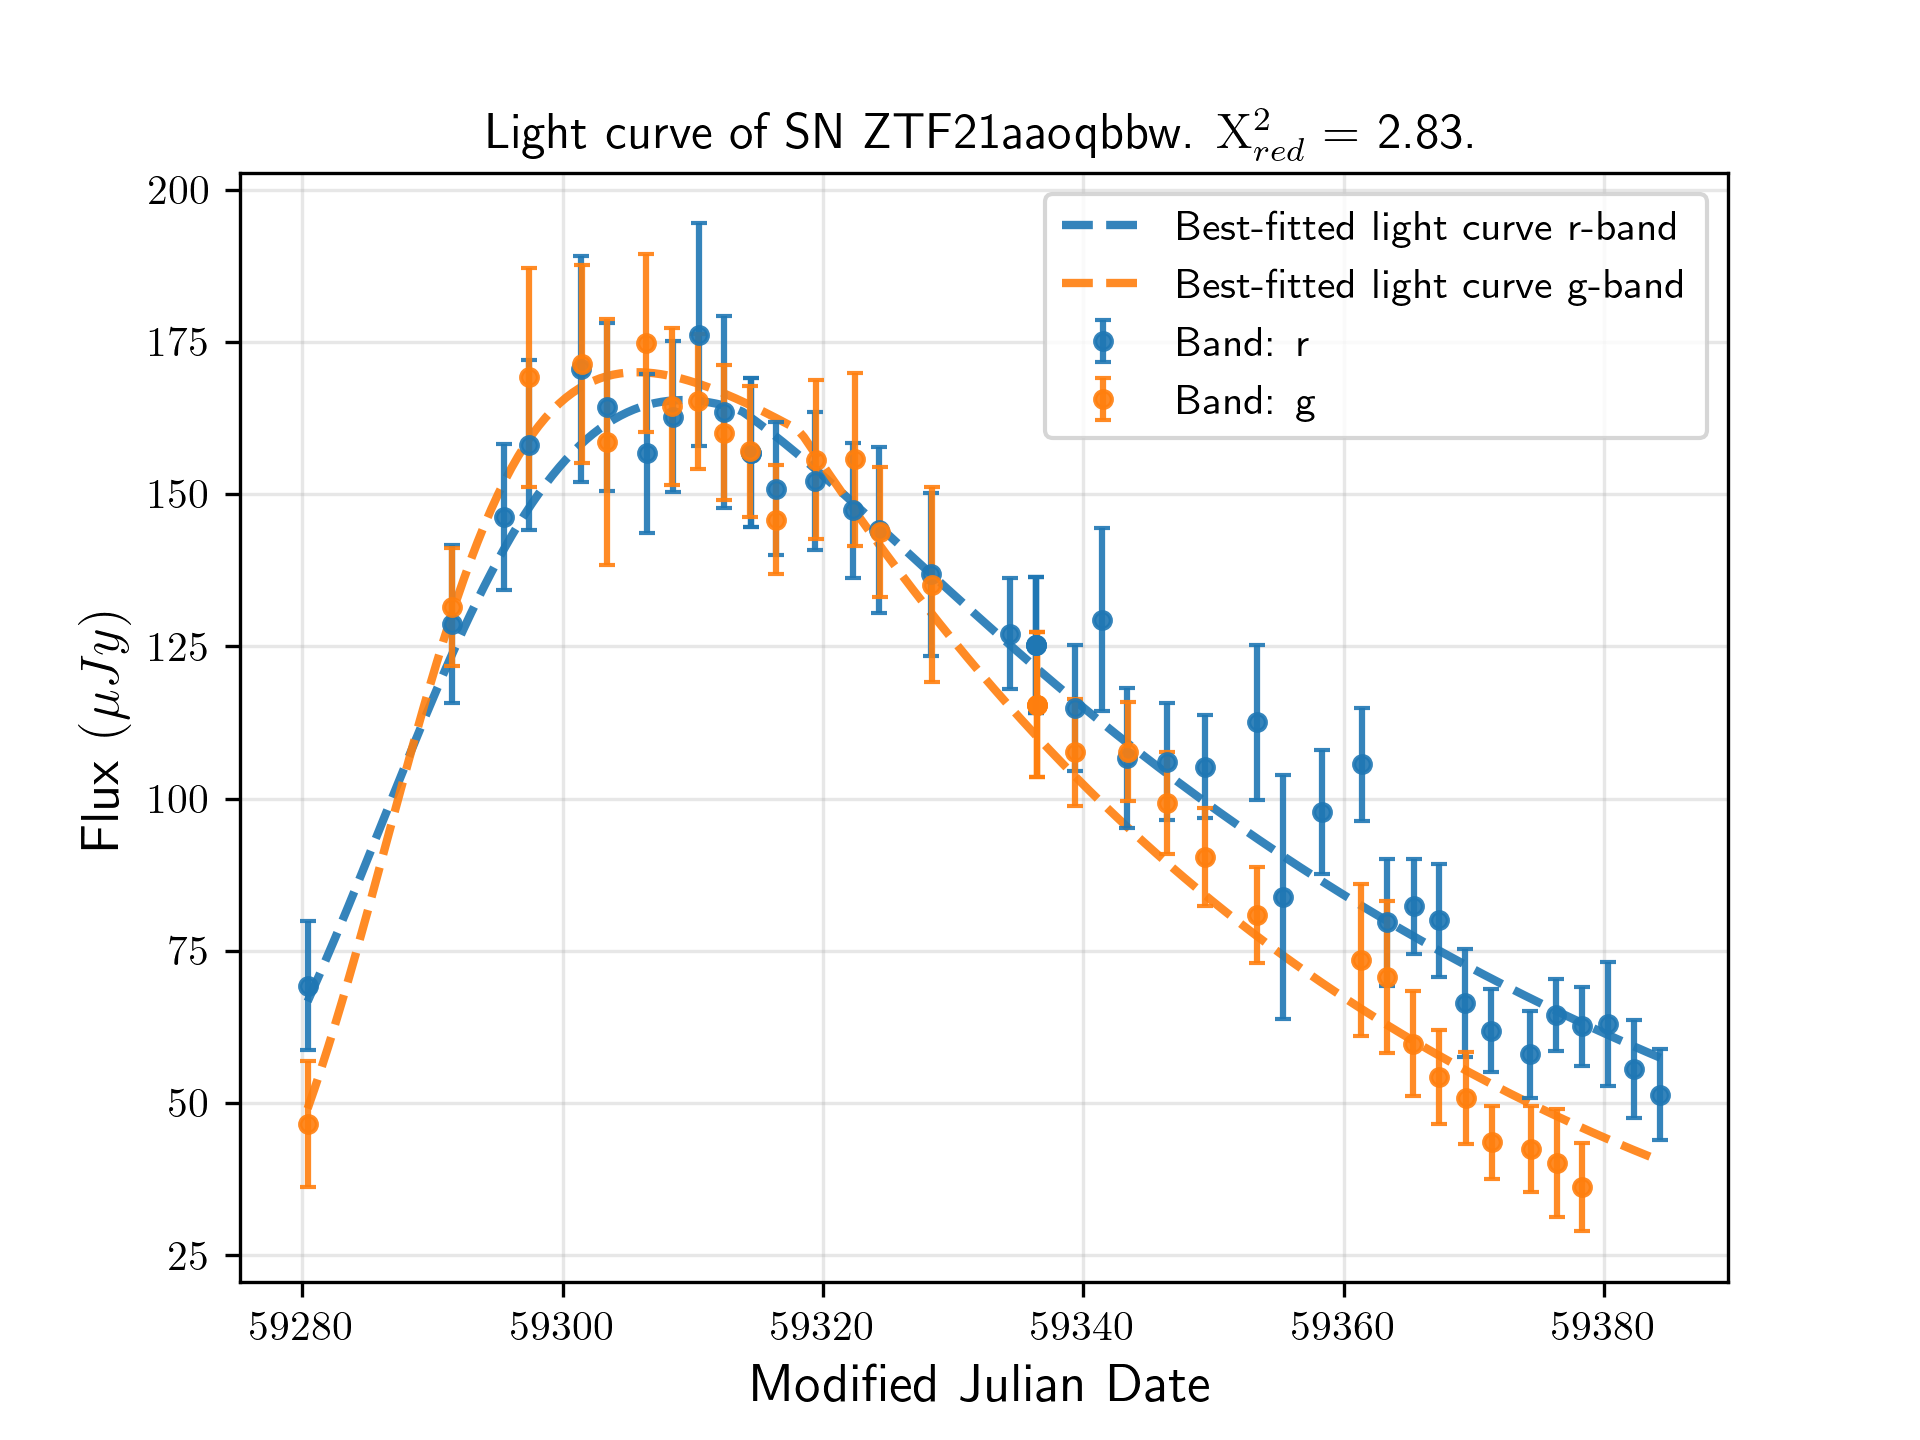 Light curve of SN ZTF21aaoqbbw. X²_red = 2.83.
Best-fitted light curve r-band
Best-fitted light curve g-band
Band: r
Band: g
Flux (μJy)
200
175
150
125
100
75
50
25
59280 59300 59320 59340 59360 59380
Modified Julian Date